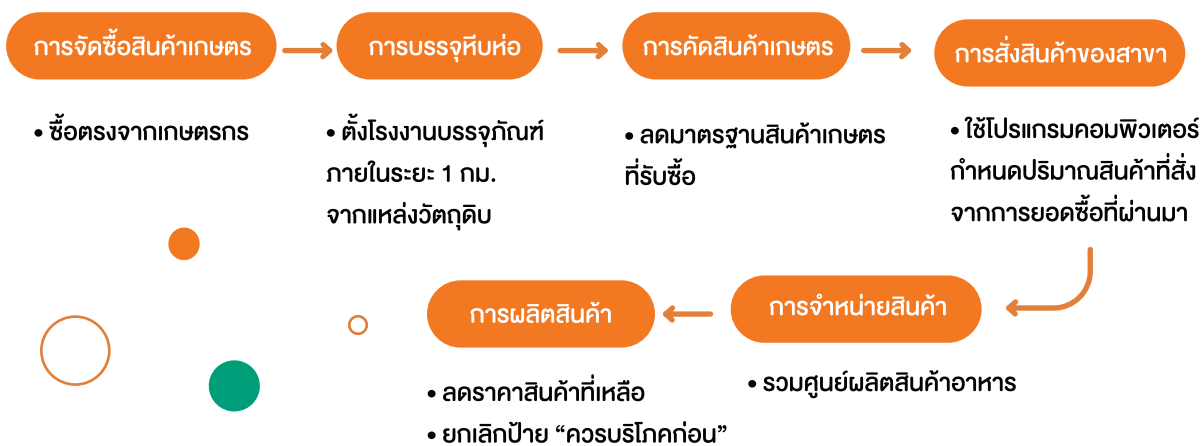 การจัดซื้อสินค้าเกษตร
• ซื้อตรงจากเกษตรกร
การบรรจุหีบห่อ
• ตั้งโรงงานบรรจุภัณฑ์
ภายในระยะ 1 กม.
จากแหล่งวัตถุดิบ
การคัดสินค้าเกษตร
• ลดมาตรฐานสินค้าเกษตร
ที่รับซื้อ
การสั่งสินค้าของสาขา
• ใช้โปรแกรมคอมพิวเตอร์
กำหนดปริมาณสินค้าที่สั่ง
จากการยอดซื้อที่ผ่านมา
การจำหน่ายสินค้า
• รวมศูนย์ผลิตสินค้าอาหาร
การผลิตสินค้า
• ลดราคาสินค้าที่เหลือ
• ยกเลิกป้าย “ควรบริโภคก่อน”